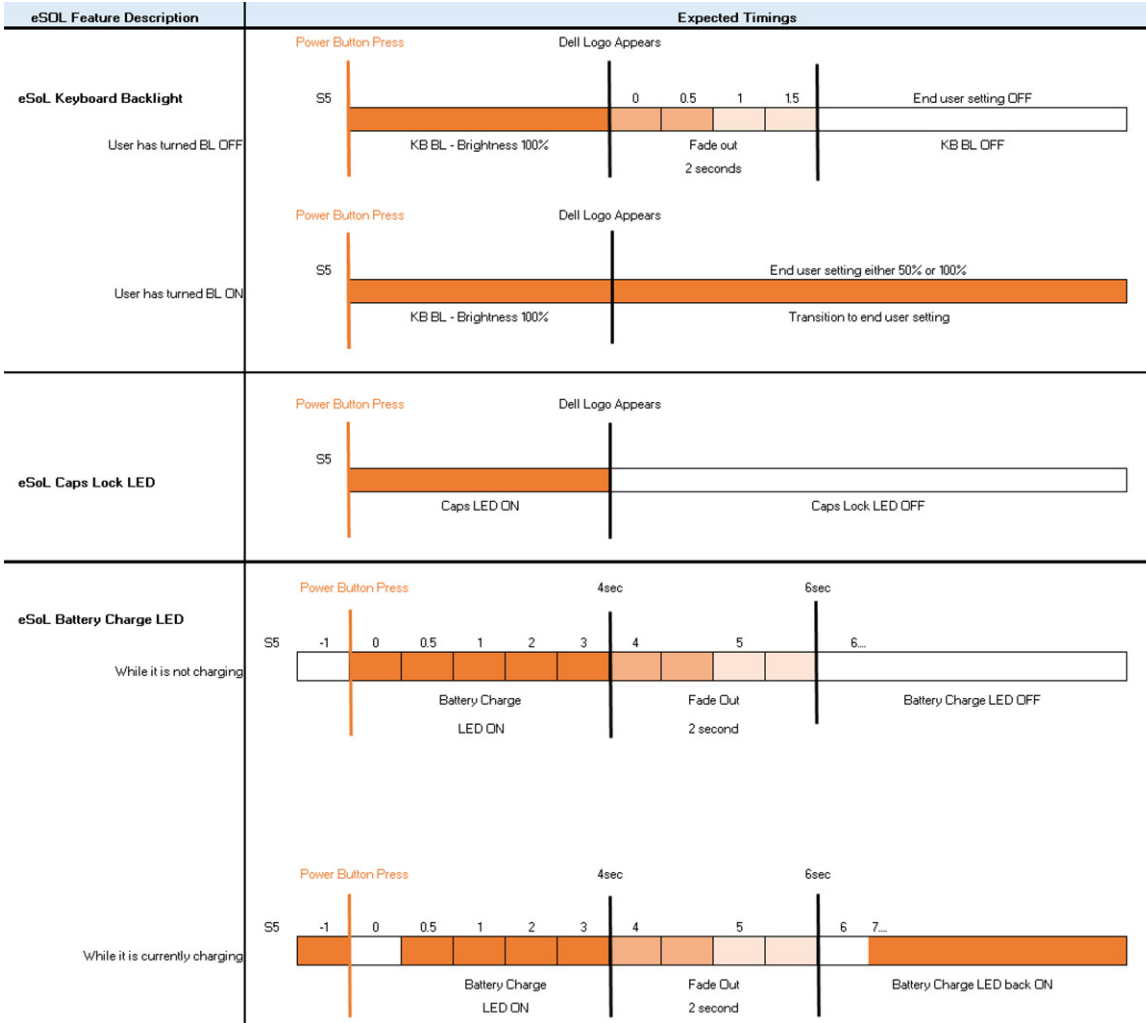 eSOL Feature Description
Expected Timings
Power Button Press
Dell Logo Appears
eSoL Keyboard Backlight
S5
0 0.5 1 1.5
End user setting OFF
User has turned BL OFF
KB BL - Brightness 100%
Fade out
KB BL OFF
2 seconds
Power Button Press
Dell Logo Appears
S5
End user setting either 50% or 100%
User has turned BL ON
KB BL - Brightness 100%
Transition to end user setting
Power Button Press
Dell Logo Appears
S5
eSoL Caps Lock LED
Caps LED ON
Caps Lock LED OFF
Power Button Press
4sec
6sec
eSoL Battery Charge LED
S5
-1 0 0.5 1 2 3 4 5 6...
While it is not charging
Battery Charge
Fade Out
Battery Charge LED OFF
LED ON
2 second
Power Button Press
4sec
6sec
S5
-1 0 0.5 1 2 3 4 5 6 7...
While it is currently charging
Battery Charge
Fade Out
Battery Charge LED back ON
LED ON
2 second